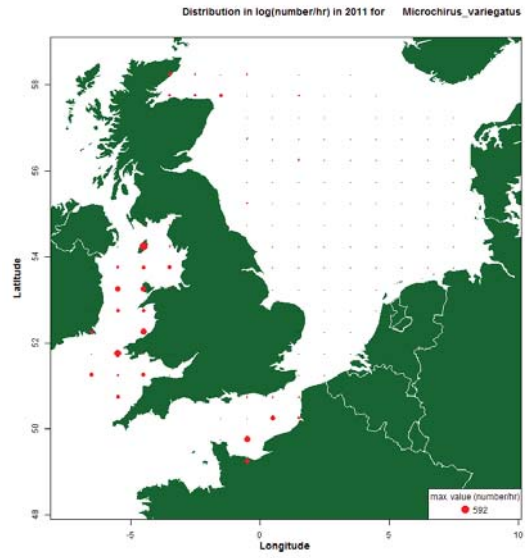 Distribution in log(number/hr) in 2011 for Microchirus_variegatus
58
56
54
52
50
48
Latitude
-5
0
5
10
Longitude
max value (number/hr)
592